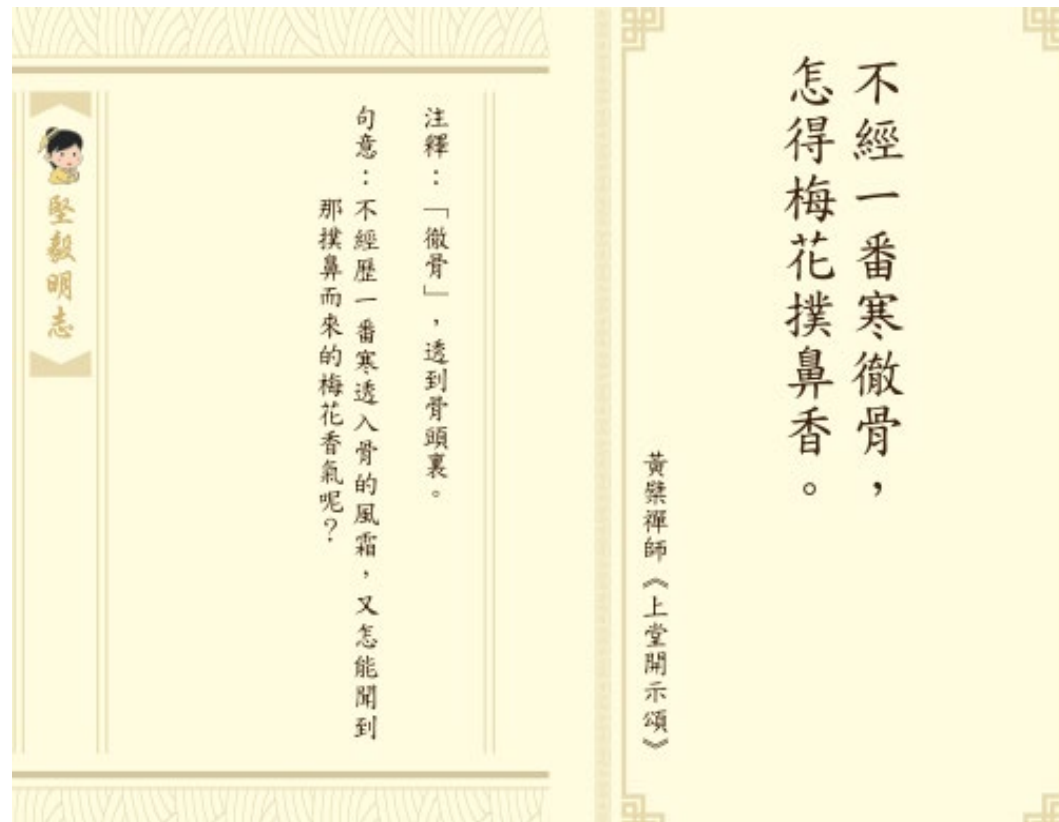 不經一番寒徹骨，
怎得梅花撲鼻香。
黃檗禪師《上堂開示頌》
注釋：「徹骨」，透到骨頭裏。
句意：不經歷一番寒透入骨的風霜，又怎能聞到
那撲鼻而來的梅花香氣呢？
堅毅明志